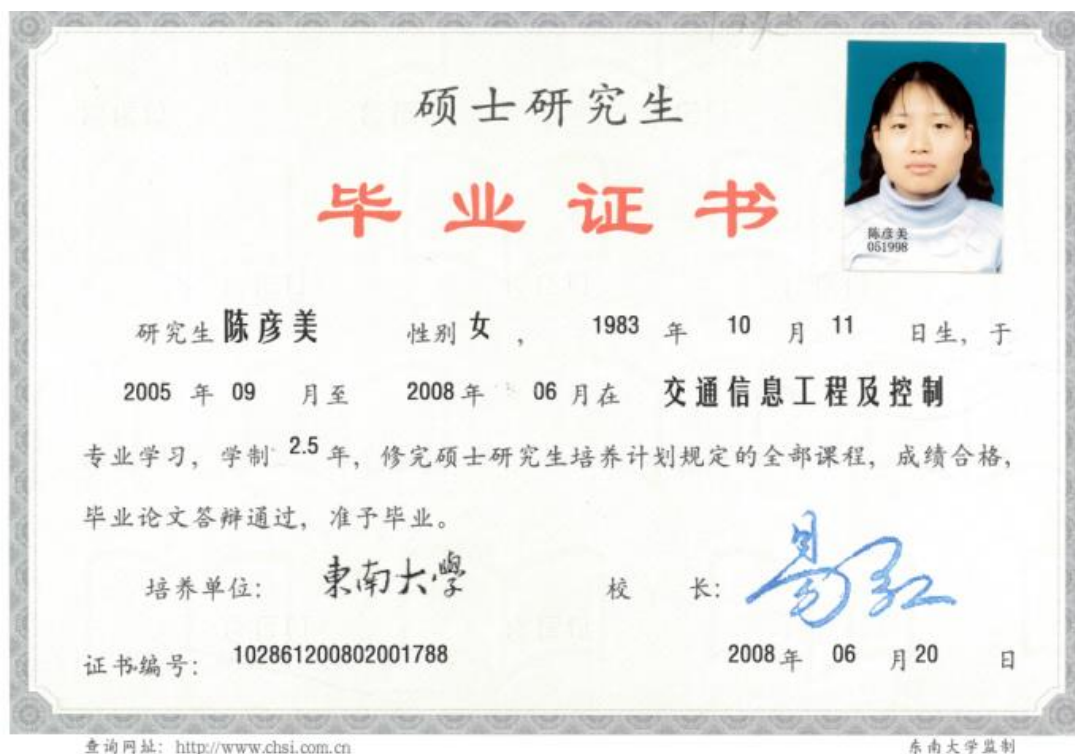 硕士研究生
毕业证书
陈彦美
051998
研究生 陈彦美 性别 女 , 1983 年 10 月 11 日生, 于
2005 年 09 月至 2008 年 06 月在 交通信息工程及控制
专业学习, 学制 2.5 年, 修完硕士研究生培养计划规定的全部课程, 成绩合格,
毕业论文答辩通过, 准予毕业。
培养单位: 東南大學 校 长: 易红
证书编号: 102861200802001788 2008 年 06 月 20 日
查询网址: http://www.chsi.com.cn 东南大学监制